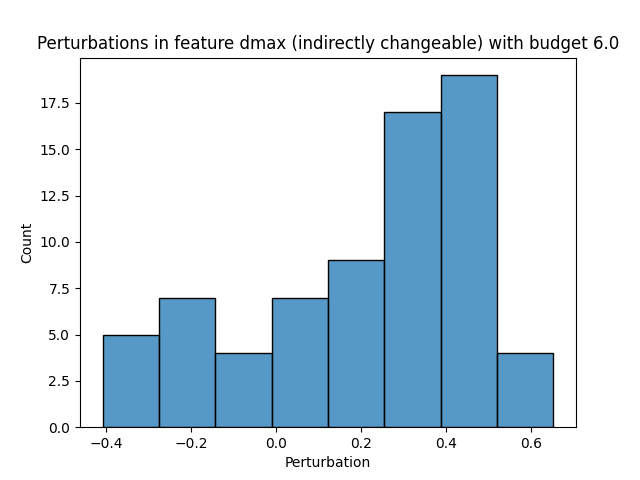 Perturbations in feature dmax (indirectly changeable) with budget 6.0
17.5
15.0
12.5
10.0
7.5
5.0
2.5
0.0
Count
−0.4 −0.2 0.0 0.2 0.4 0.6
Perturbation